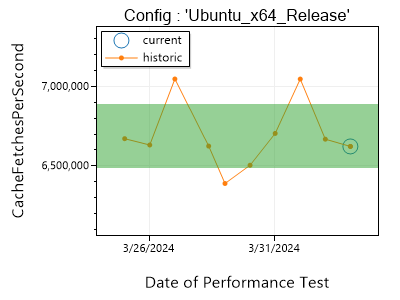 Config : 'Ubuntu_x64_Release'
current
historic
CacheFetchesPerSecond
7,000,000
6,500,000
3/26/2024
3/31/2024
Date of Performance Test